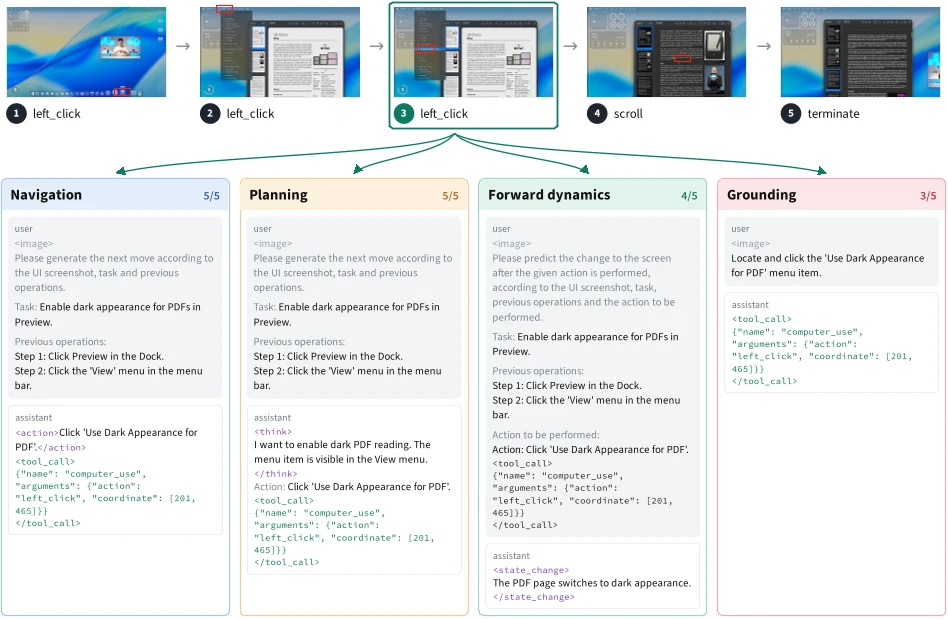 1 left_click
2 left_click
3 left_click
4 scroll
5 terminate
Navigation 5/5
user
<image>
Please generate the next move according to
the UI screenshot, task and previous
operations.
Task: Enable dark appearance for PDFs in
Preview.
Previous operations:
Step 1: Click Preview in the Dock.
Step 2: Click the 'View' menu in the menu
bar.
assistant
<action>Click 'Use Dark Appearance for
PDF'.</action>
<tool_call>
{"name": "computer_use",
"arguments": {"action":
"left_click", "coordinate": [201,
465]}}
</tool_call>
Planning 5/5
user
<image>
Please generate the next move according to
the UI screenshot, task and previous
operations.
Task: Enable dark appearance for PDFs in
Preview.
Previous operations:
Step 1: Click Preview in the Dock.
Step 2: Click the 'View' menu in the menu
bar.
assistant
<think>
I want to enable dark PDF reading. The
menu item is visible in the View menu.
</think>
Action: Click 'Use Dark Appearance for PDF'.
<tool_call>
{"name": "computer_use",
"arguments": {"action":
"left_click", "coordinate": [201,
465]}}
</tool_call>
Forward dynamics 4/5
user
<image>
Please predict the change to the screen
after the given action is performed,
according to the UI screenshot, task,
previous operations and the action to be
performed.
Task: Enable dark appearance for PDFs in
Preview.
Previous operations:
Step 1: Click Preview in the Dock.
Step 2: Click the 'View' menu in the menu
bar.
Action to be performed:
Action: Click 'Use Dark Appearance for PDF'.
<tool_call>
{"name": "computer_use",
"arguments": {"action":
"left_click", "coordinate": [201,
465]}}
</tool_call>
assistant
<state_change>
The PDF page switches to dark appearance.
</state_change>
Grounding 3/5
user
<image>
Locate and click the 'Use Dark Appearance
for PDF' menu item.
assistant
<tool_call>
{"name": "computer_use",
"arguments": {"action":
"left_click", "coordinate": [201,
465]}}
</tool_call>